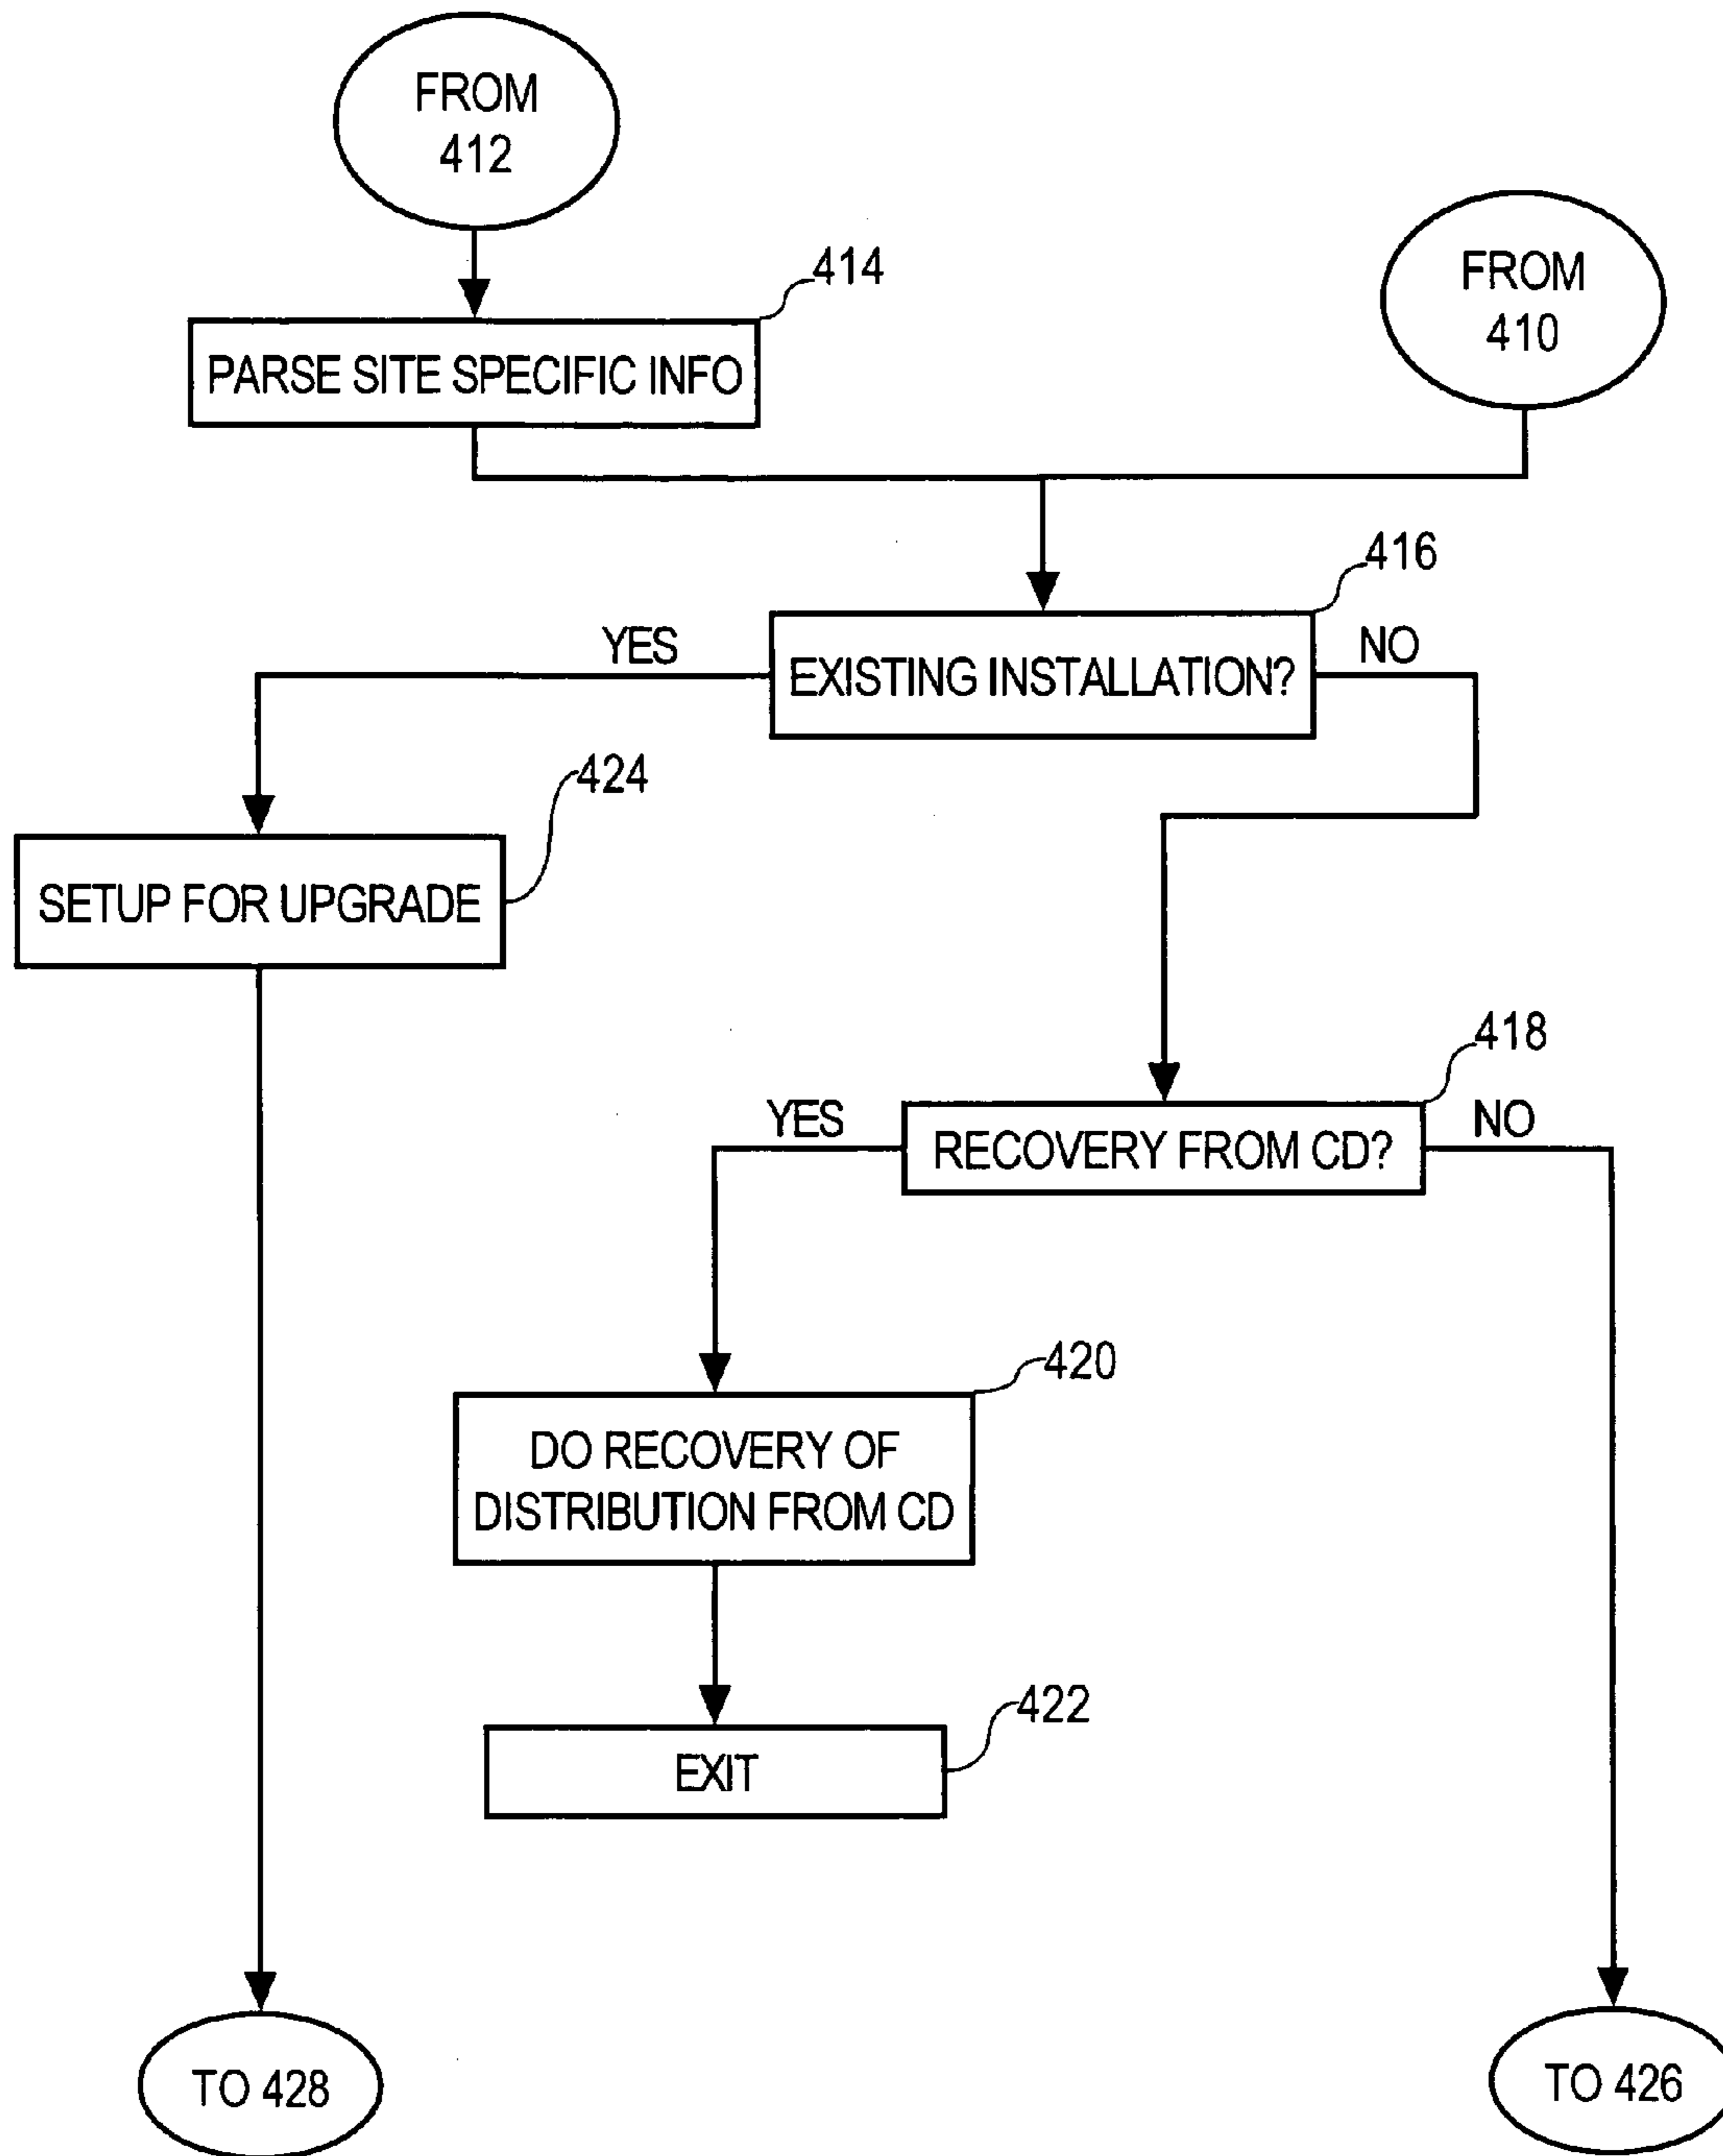 FROM
412
414
FROM
410
PARSE SITE SPECIFIC INFO
416
YES
NO
EXISTING INSTALLATION?
424
SETUP FOR UPGRADE
418
YES
NO
RECOVERY FROM CD?
420
DO RECOVERY OF
DISTRIBUTION FROM CD
422
EXIT
TO 428
TO 426